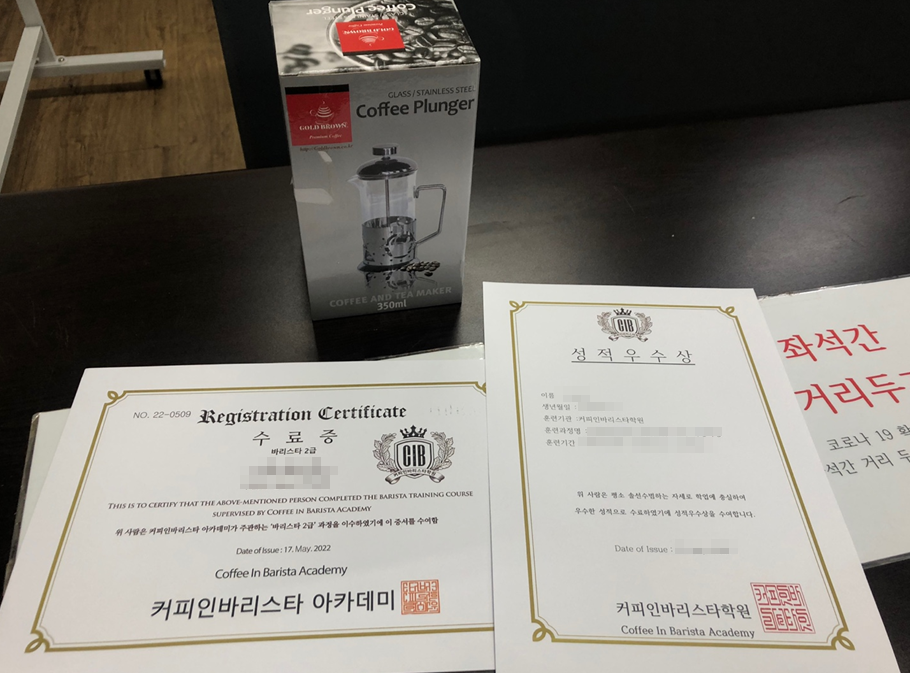 Coffee Plunger
GOLD BROWN
GLASS / STAINLESS STEEL
Coffee Plunger
GOLD BROWN
Premium Coffee
COFFEE AND TEA MAKER
350ml
NO. 22-0509
Registration Certificate
수 료 증
바리스타 2급
CIB
THIS IS TO CERTIFY THAT THE ABOVE-MENTIONED PERSON COMPLETED THE BARISTA TRAINING COURSE
SUPERVISED BY COFFEE IN BARISTA ACADEMY
위 사람은 커피인바리스타 아카데미가 주관하는 '바리스타 2급' 과정을 이수하였기에 이 증서를 수여함
Date of Issue : 17. May. 2022
Coffee In Barista Academy
커피인바리스타 아카데미
CIB
성 적 우 수 상
이름
생년월일 :
훈련기관 :커피인바리스타학원
훈련과정명
훈련기간
위 사람은 평소 솔선수범하는 자세로 학업에 충실하여
우수한 성적으로 수료하였기에 성적우수상을 수여합니다.
Date of Issue :
커피인바리스타학원
Coffee In Barista Academy
좌석간
거리두
코로나 19 확
석간 거리 두